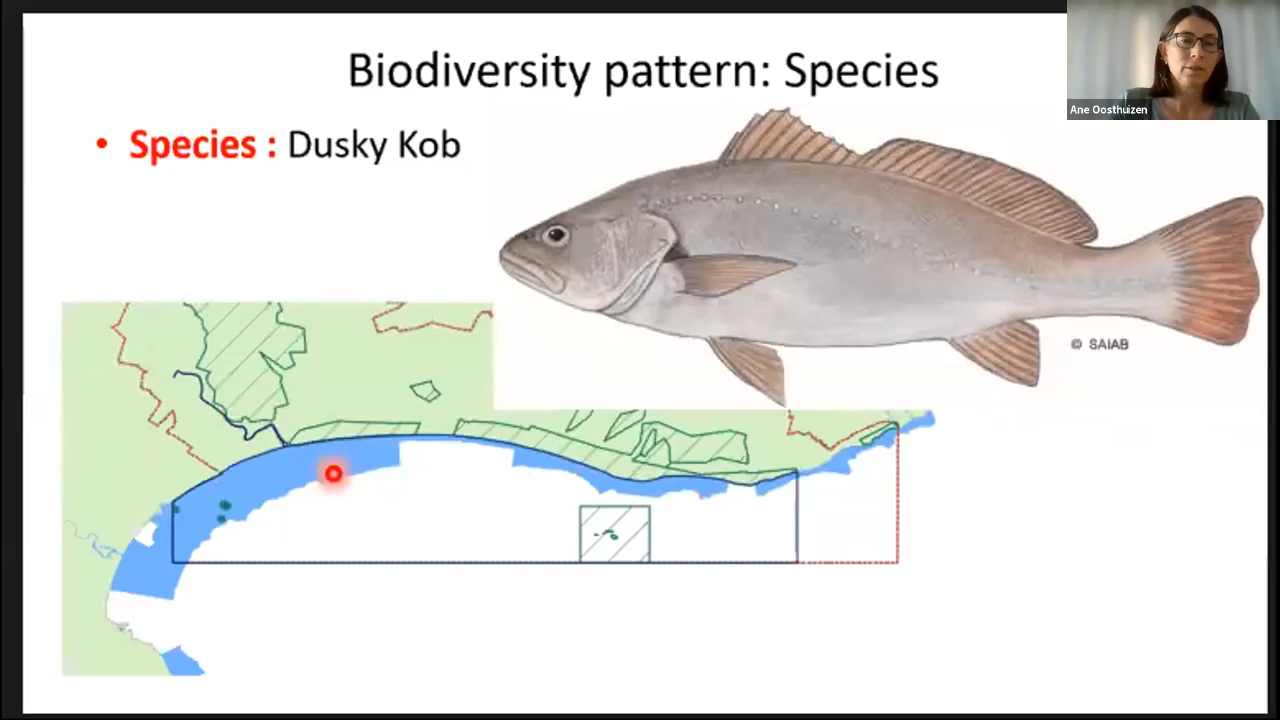 Biodiversity pattern: Species
Ane Oosthuizen
• Species : Dusky Kob
© SAIAB